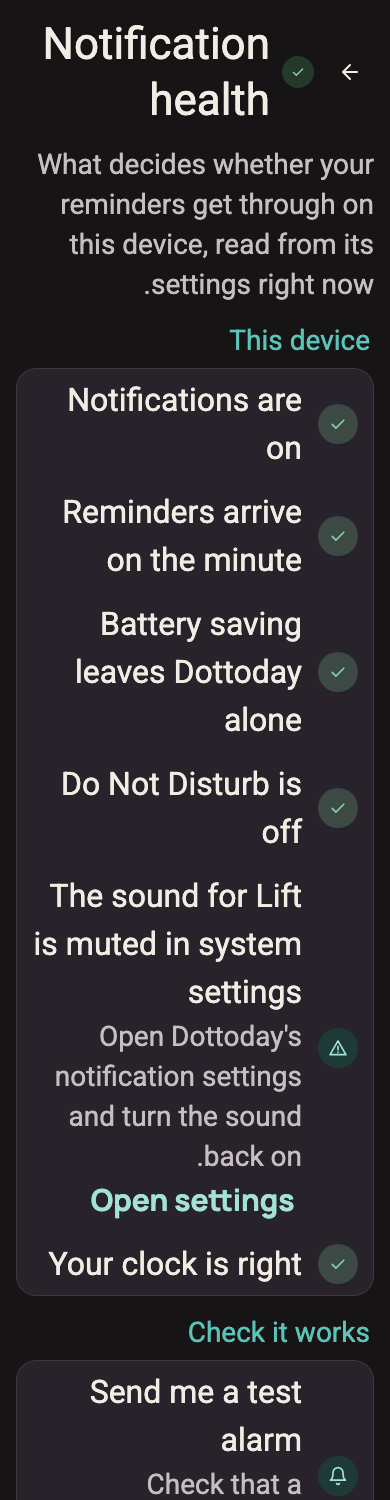 Notification
health
What decides whether your
reminders get through on
this device, read from its
.settings right now
This device
Notifications are
on
Reminders arrive
on the minute
Battery saving
leaves Dottoday
alone
Do Not Disturb is
off
The sound for Lift
is muted in system
settings
Open Dottoday's
notification settings
and turn the sound
.back on
Open settings
Your clock is right
Check it works
Send me a test
alarm
Check that a